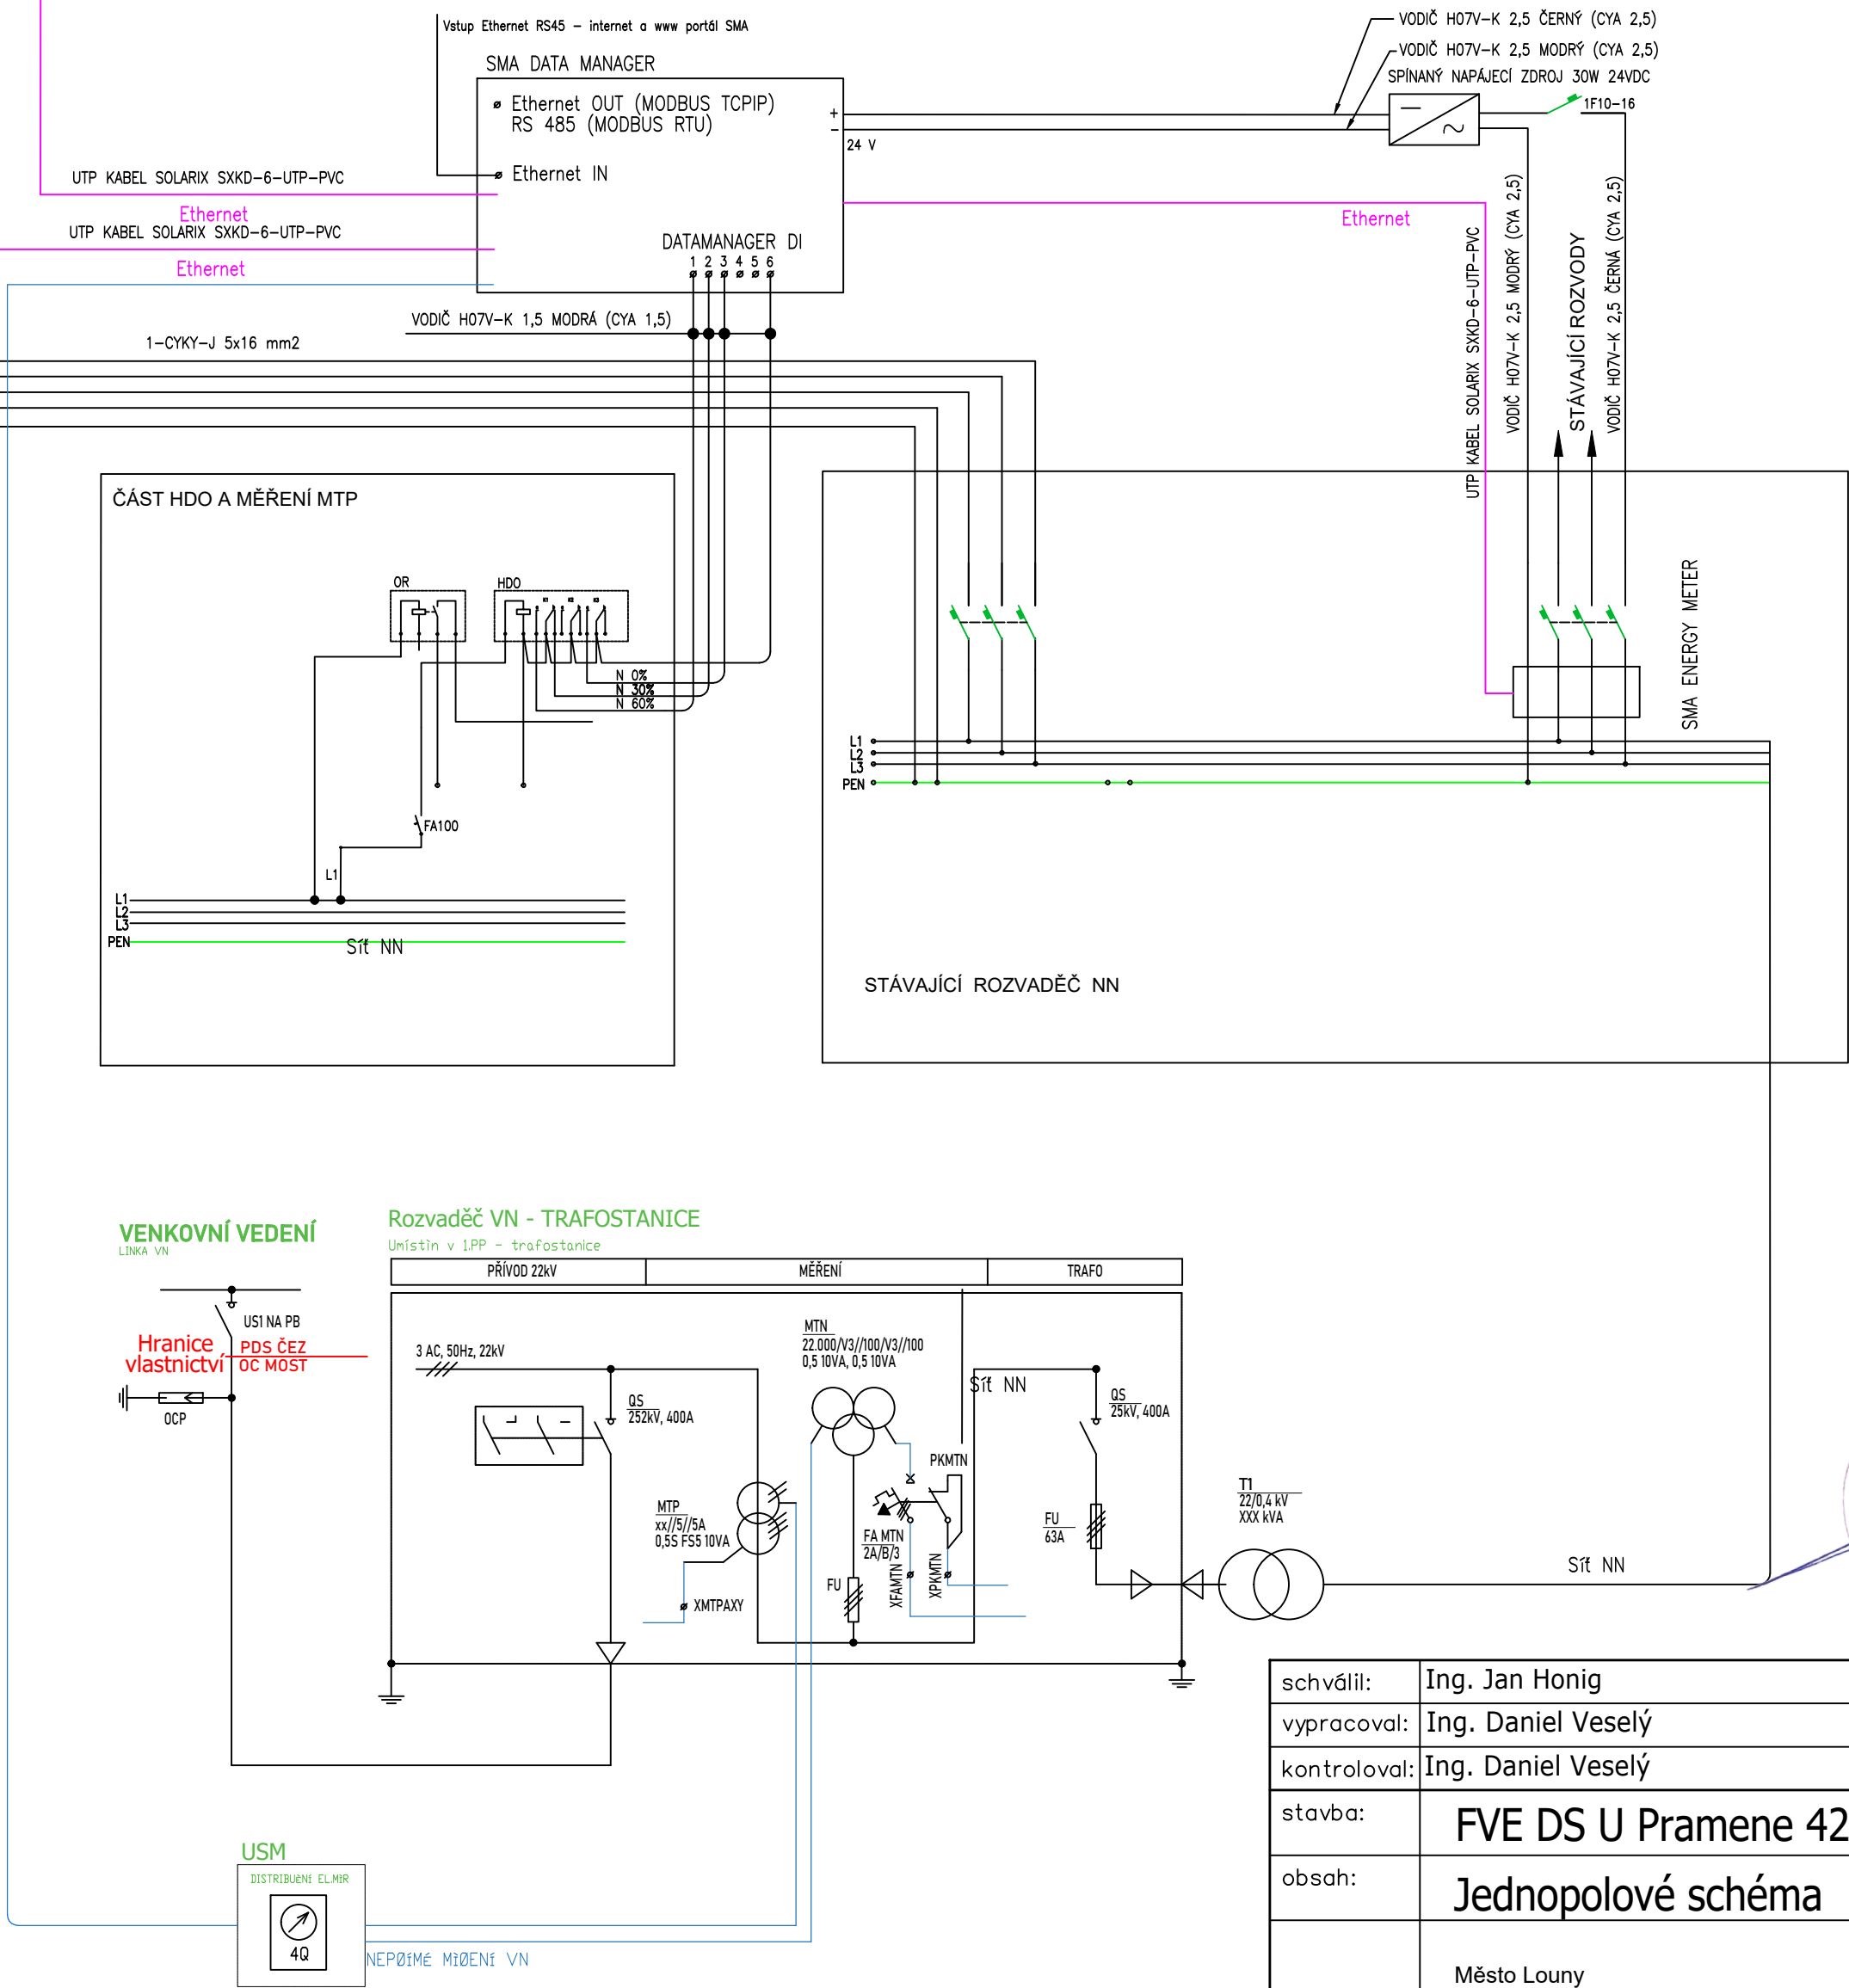 Vstup Ethernet RS45 – internet a www portál SMA
SMA DATA MANAGER
Ethernet OUT (MODBUS TCPIP)
RS 485 (MODBUS RTU)
Ethernet IN
+
–
24 V
DATAMANAGER DI
1 2 3 4 5 6
VODIČ H07V-K 2,5 ČERNÝ (CYA 2,5)
VODIČ H07V-K 2,5 MODRÝ (CYA 2,5)
SPÍNANÝ NAPÁJECÍ ZDROJ 30W 24VDC
1F10-16
UTP KABEL SOLARIX SXKD-6-UTP-PVC
Ethernet
UTP KABEL SOLARIX SXKD-6-UTP-PVC
Ethernet
Ethernet
VODIČ H07V-K 1,5 MODRÁ (CYA 1,5)
1-CYKY-J 5x16 mm2
UTP KABEL SOLARIX SXKD-6-UTP-PVC
VODIČ H07V-K 2,5 MODRÝ (CYA 2,5)
STÁVAJÍCÍ ROZVODY
VODIČ H07V-K 2,5 ČERNÁ (CYA 2,5)
ČÁST HDO A MĚŘENÍ MTP
OR
HDO
N 0%
N 30%
N 60%
FA100
L1
L1
L2
L3
PEN
Síť NN
SMA ENERGY METER
L1
L2
L3
PEN
STÁVAJÍCÍ ROZVADĚČ NN
VENKOVNÍ VEDENÍ
LINKA VN
US1 NA PB
Hranice
vlastnictví
PDS ČEZ
OC MOST
OCP
Rozvaděč VN - TRAFOSTANICE
Umístìn v 1.PP - trafostanice
PŘÍVOD 22kV
MĚŘENÍ
TRAFO
3 AC, 50Hz, 22kV
QS
252kV, 400A
MTN
22.000/V3//100/V3//100
0,5 10VA, 0,5 10VA
Síť NN
QS
25kV, 400A
PKMTN
MTP
xx//5//5A
0,5S FS5 10VA
FA MTN
2A/B/3
XFAMTN
XPKMTN
FU
XMTPAXY
FU
63A
T1
22/0,4 kV
XXX kVA
Síť NN
USM
DISTRIBUèNí EL.MìR
4Q
NEPØíMé MìØENí VN
schválil: Ing. Jan Honig
vypracoval: Ing. Daniel Veselý
kontroloval: Ing. Daniel Veselý
stavba: FVE DS U Pramene 42
obsah: Jednopolové schéma
Město Louny